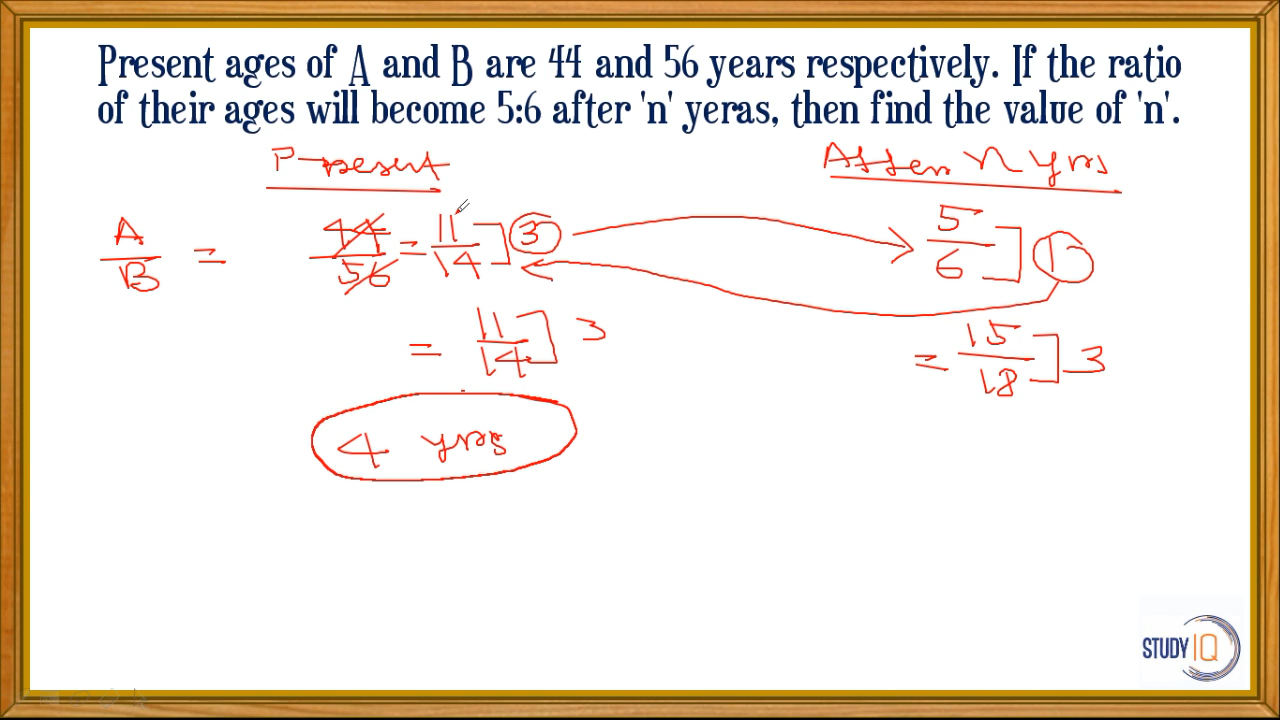 Present ages of A and B are 44 and 56 years respectively. If the ratio
of their ages will become 5:6 after 'n' yeras, then find the value of 'n'.
Present After n yrs
A/B = 44/56 = 11/14] 3 5/6] 1
= 11/14] 3 = 15/18] 3
4 yrs
STUDY IQ